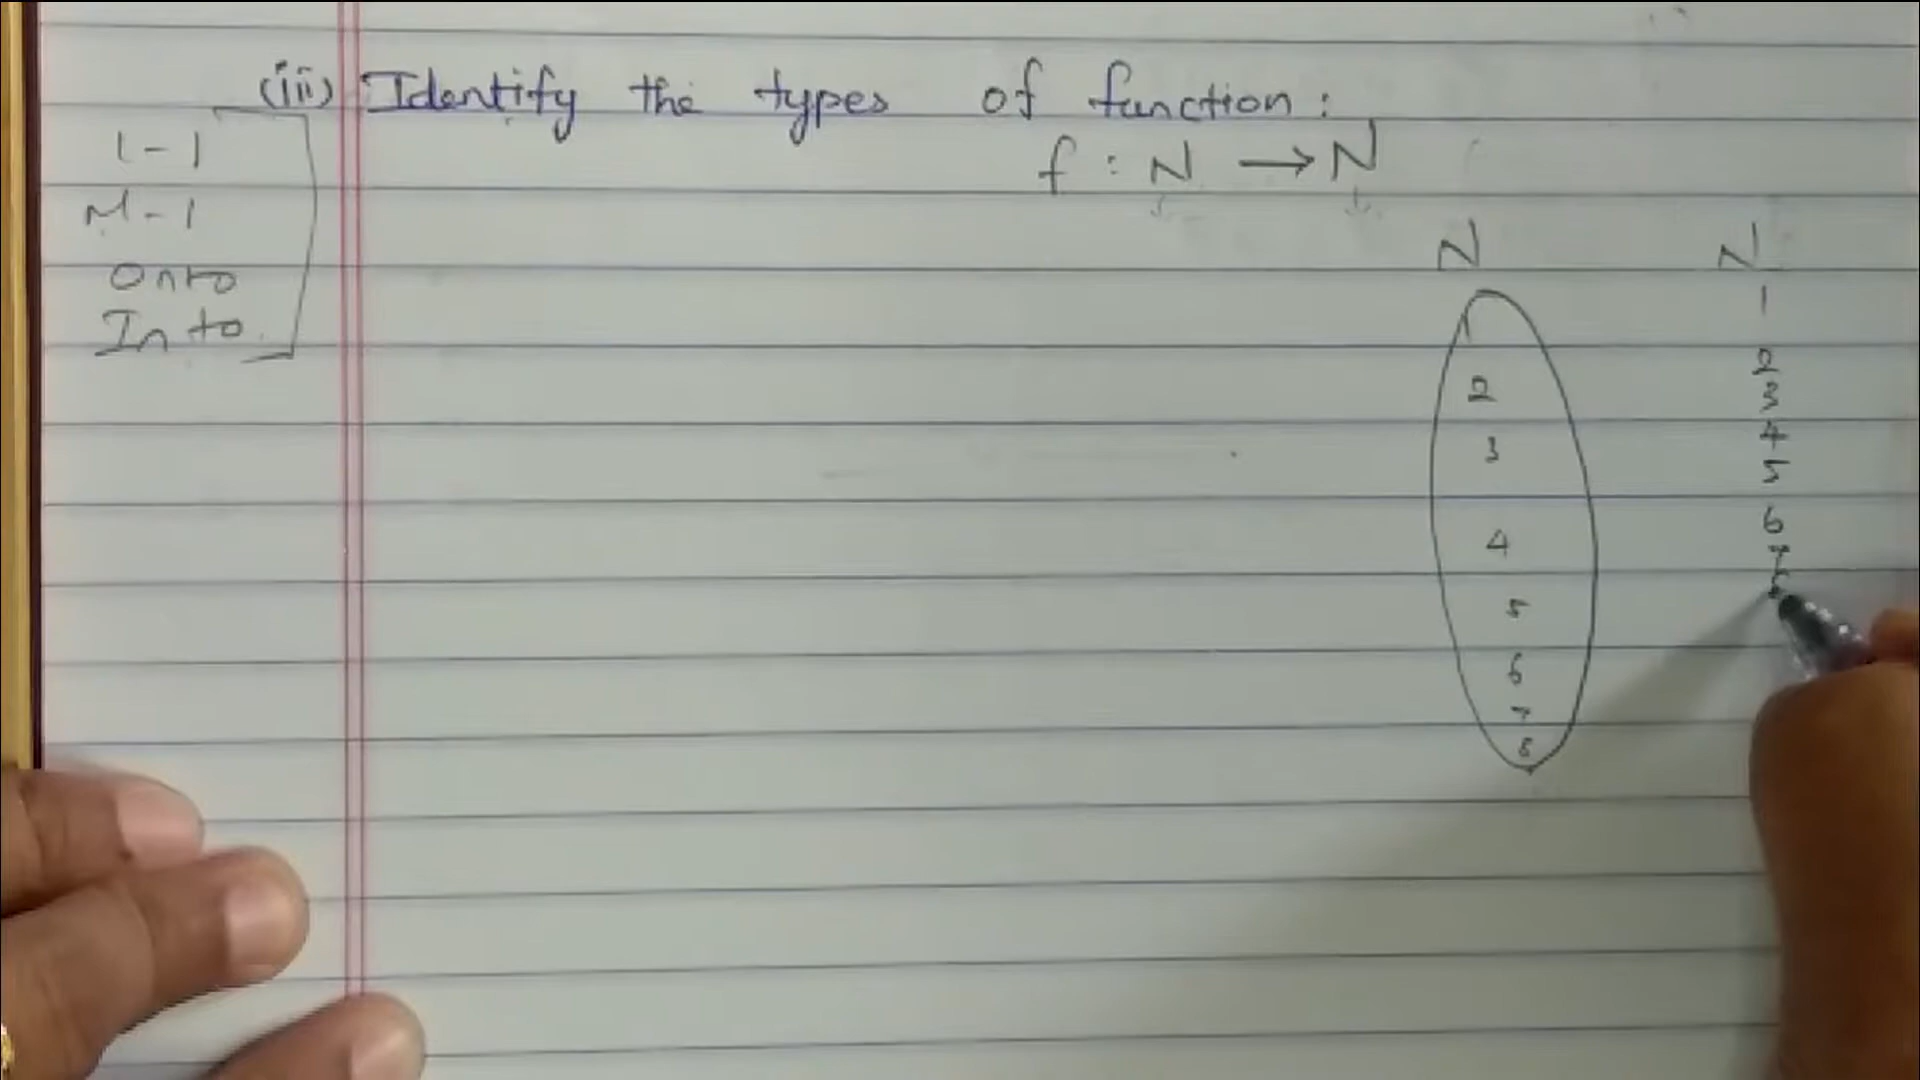 (iii) Identify the types of function:
f : N → N
1-1
M-1
Onto
Into
N N
1
2
3
4
5
6
7
8
1
2
3
4
5
6
7